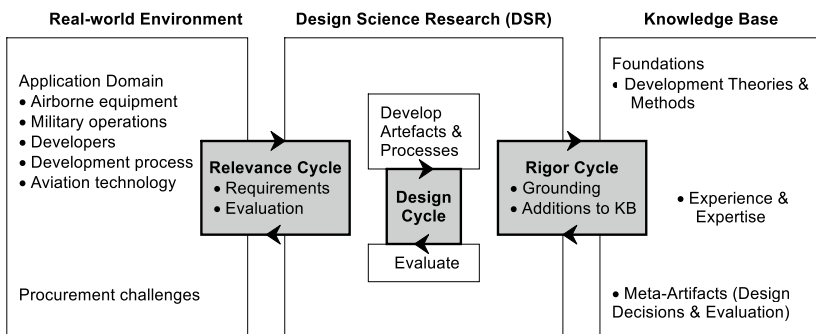 Real-world Environment
Application Domain
• Airborne equipment
• Military operations
• Developers
• Development process
• Aviation technology
Procurement challenges
Relevance Cycle
• Requirements
• Evaluation
Design Science Research (DSR)
Develop
Artefacts &
Processes
Design
Cycle
Evaluate
Rigor Cycle
• Grounding
• Additions to KB
Knowledge Base
Foundations
• Development Theories &
Methods
• Experience &
Expertise
• Meta-Artifacts (Design
Decisions & Evaluation)